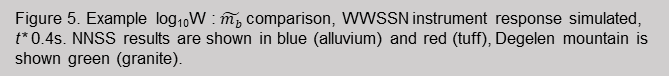 Figure 5. Example log₁₀W : m̃_b comparison, WWSSN instrument response simulated,
t* 0.4s. NNSS results are shown in blue (alluvium) and red (tuff), Degelen mountain is
shown green (granite).